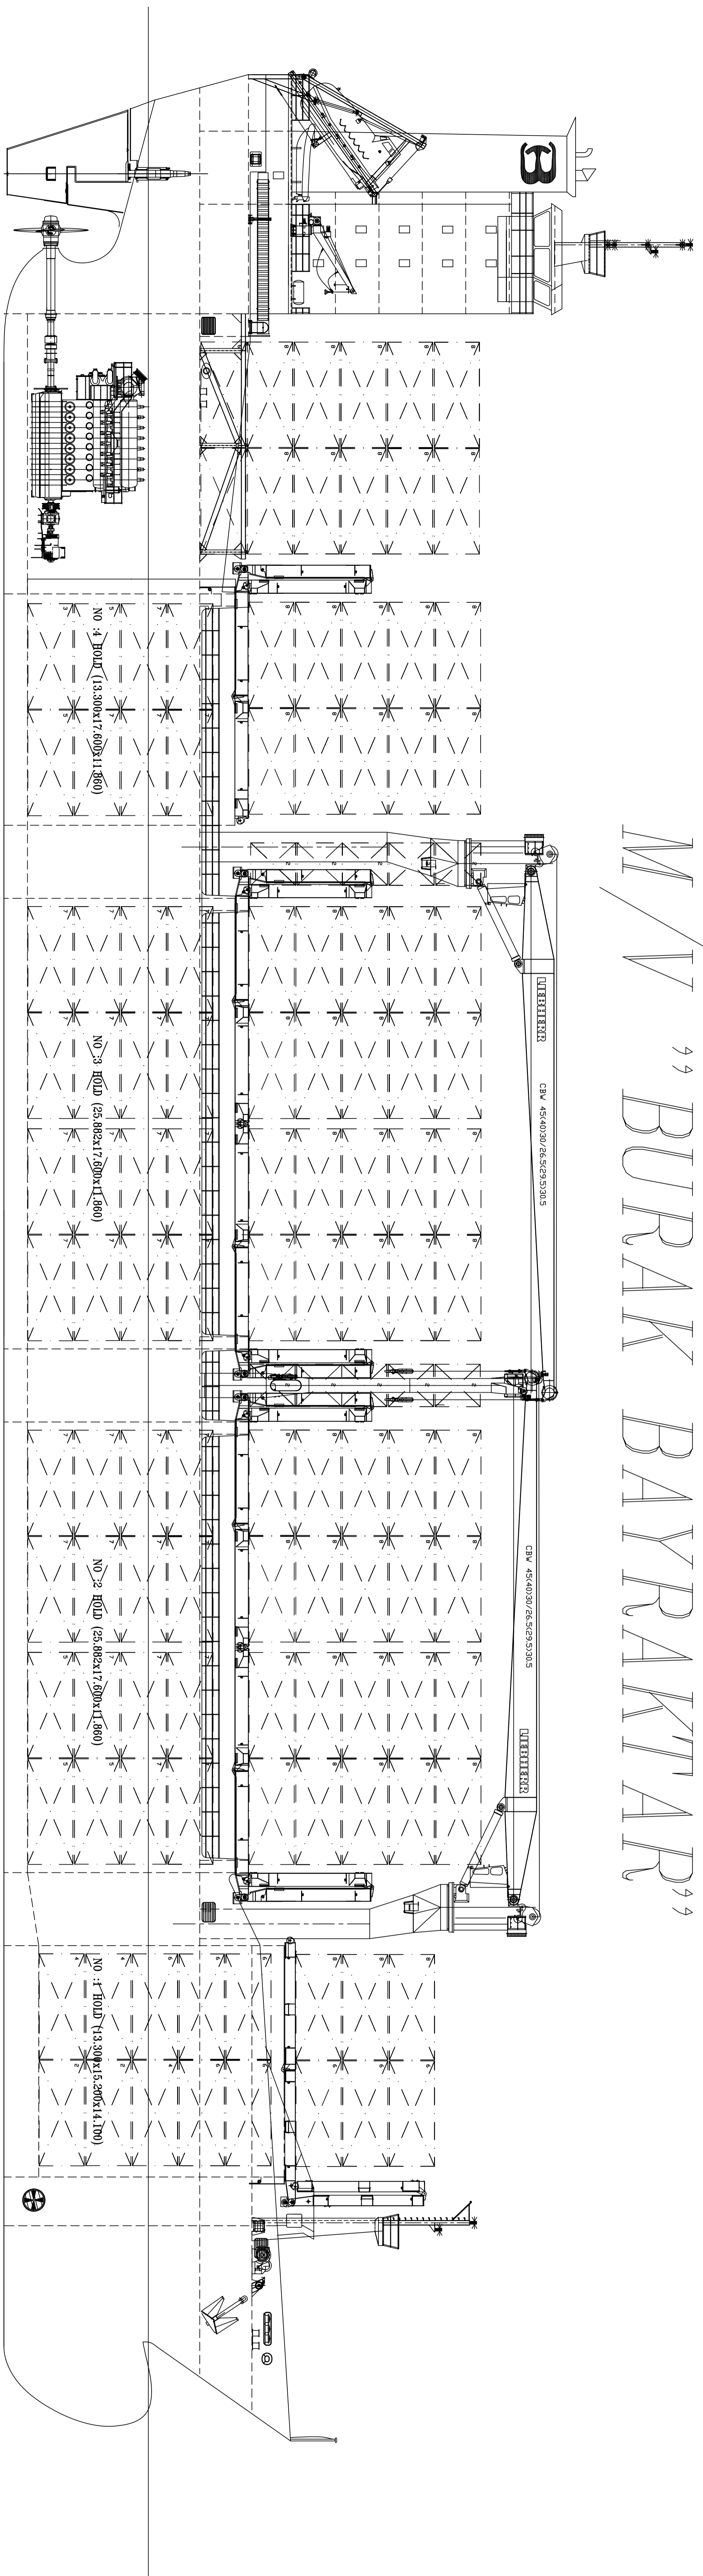 M/V "BURAK BAYRAKTAR"
LIEBHERR
CBW 45(40)30/26.5(29.5)30.5
CBW 45(40)30/26.5(29.5)30.5
LIEBHERR
NO :4 HOLD (13.300x17.600x11.860)
NO :3 HOLD (25.882x17.600x11.860)
NO :2 HOLD (25.882x17.600x11.860)
NO :1 HOLD (13.300x15.200x14.100)